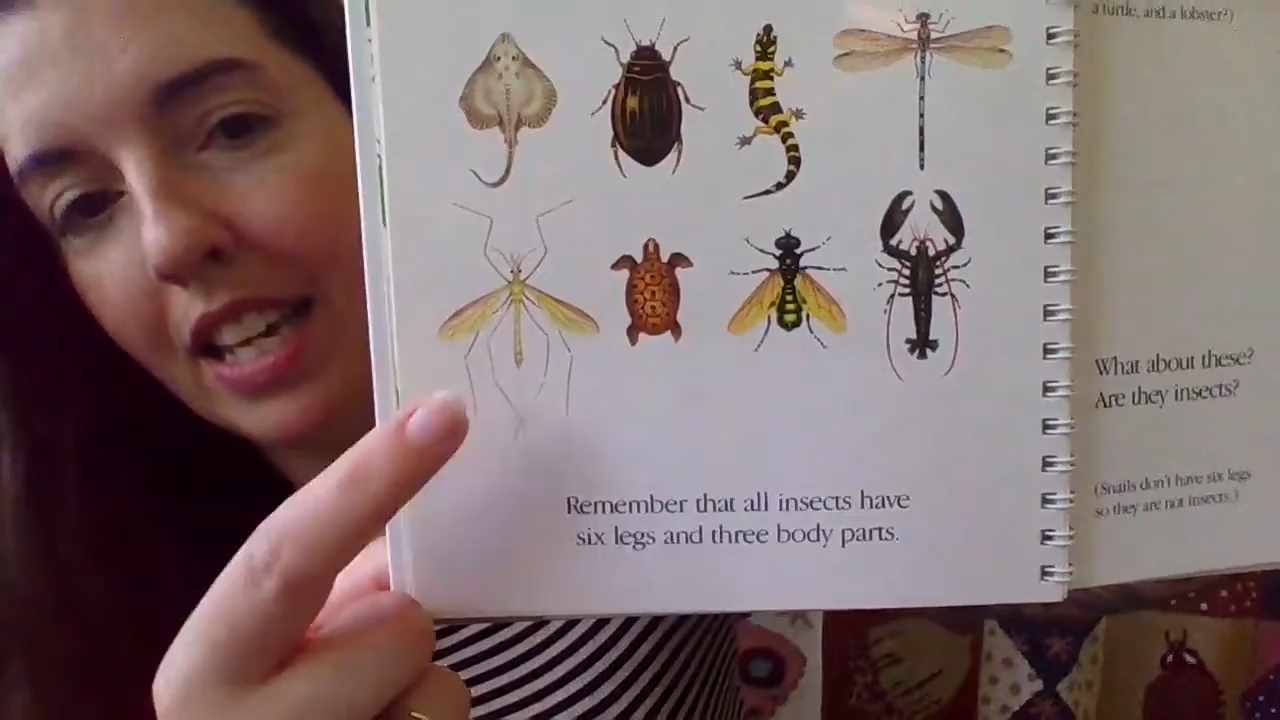 Remember that all insects have
six legs and three body parts.
a turtle, and a lobster?)
What about these?
Are they insects?
(Snails don't have six legs
so they are not insects.)